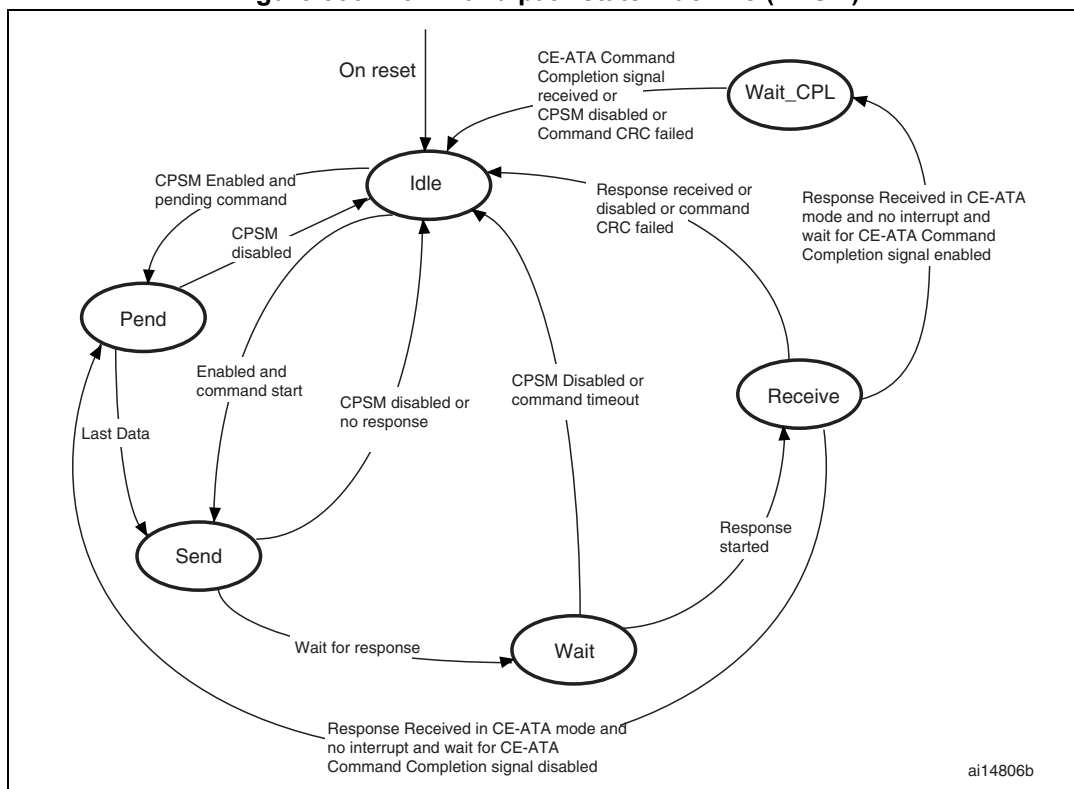 On reset
CE-ATA Command
Completion signal
received or
CPSM disabled or
Command CRC failed
Wait_CPL
Idle
CPSM Enabled and
pending command
CPSM
disabled
Response received or
disabled or command
CRC failed
Response Received in CE-ATA
mode and no interrupt and
wait for CE-ATA Command
Completion signal enabled
Pend
Enabled and
command start
CPSM disabled or
no response
CPSM Disabled or
command timeout
Receive
Last Data
Send
Response
started
Wait for response
Wait
Response Received in CE-ATA mode and
no interrupt and wait for CE-ATA
Command Completion signal disabled
ai14806b